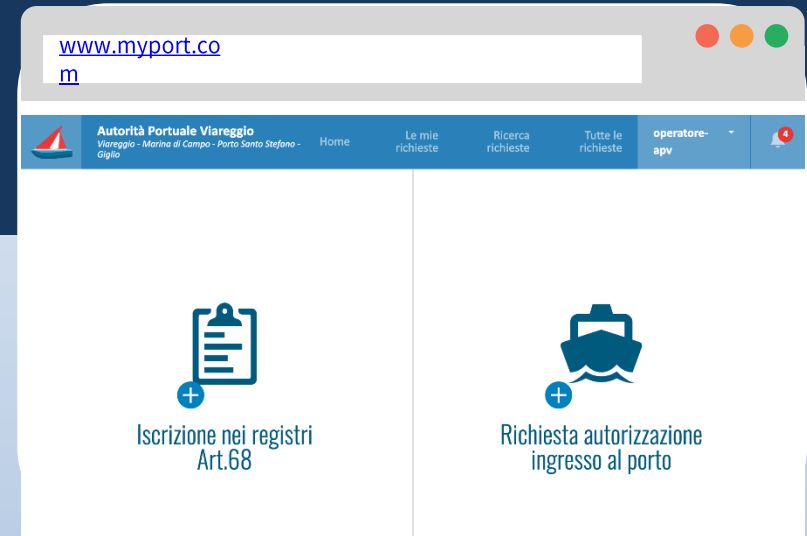 www.myport.co
m
Autorità Portuale Viareggio
Viareggio - Marina di Campo - Porto Santo Stefano -
Giglio
Home
Le mie
richieste
Ricerca
richieste
Tutte le
richieste
operatore-
apv
4
Iscrizione nei registri
Art.68
Richiesta autorizzazione
ingresso al porto